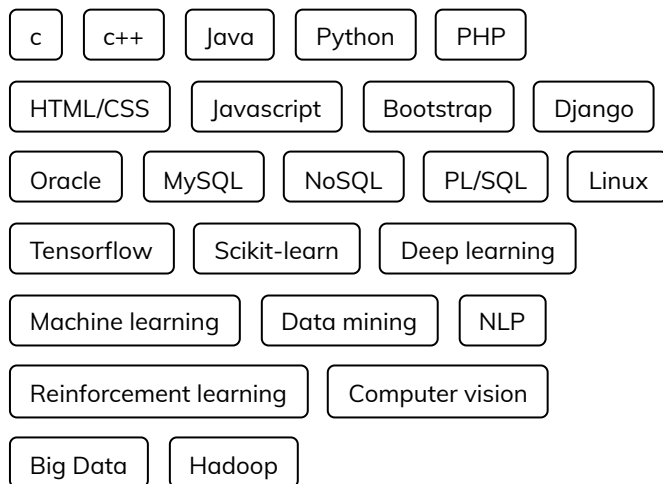 c c++ Java Python PHP
HTML/CSS Javascript Bootstrap Django
Oracle MySQL NoSQL PL/SQL Linux
Tensorflow Scikit-learn Deep learning
Machine learning Data mining NLP
Reinforcement learning Computer vision
Big Data Hadoop